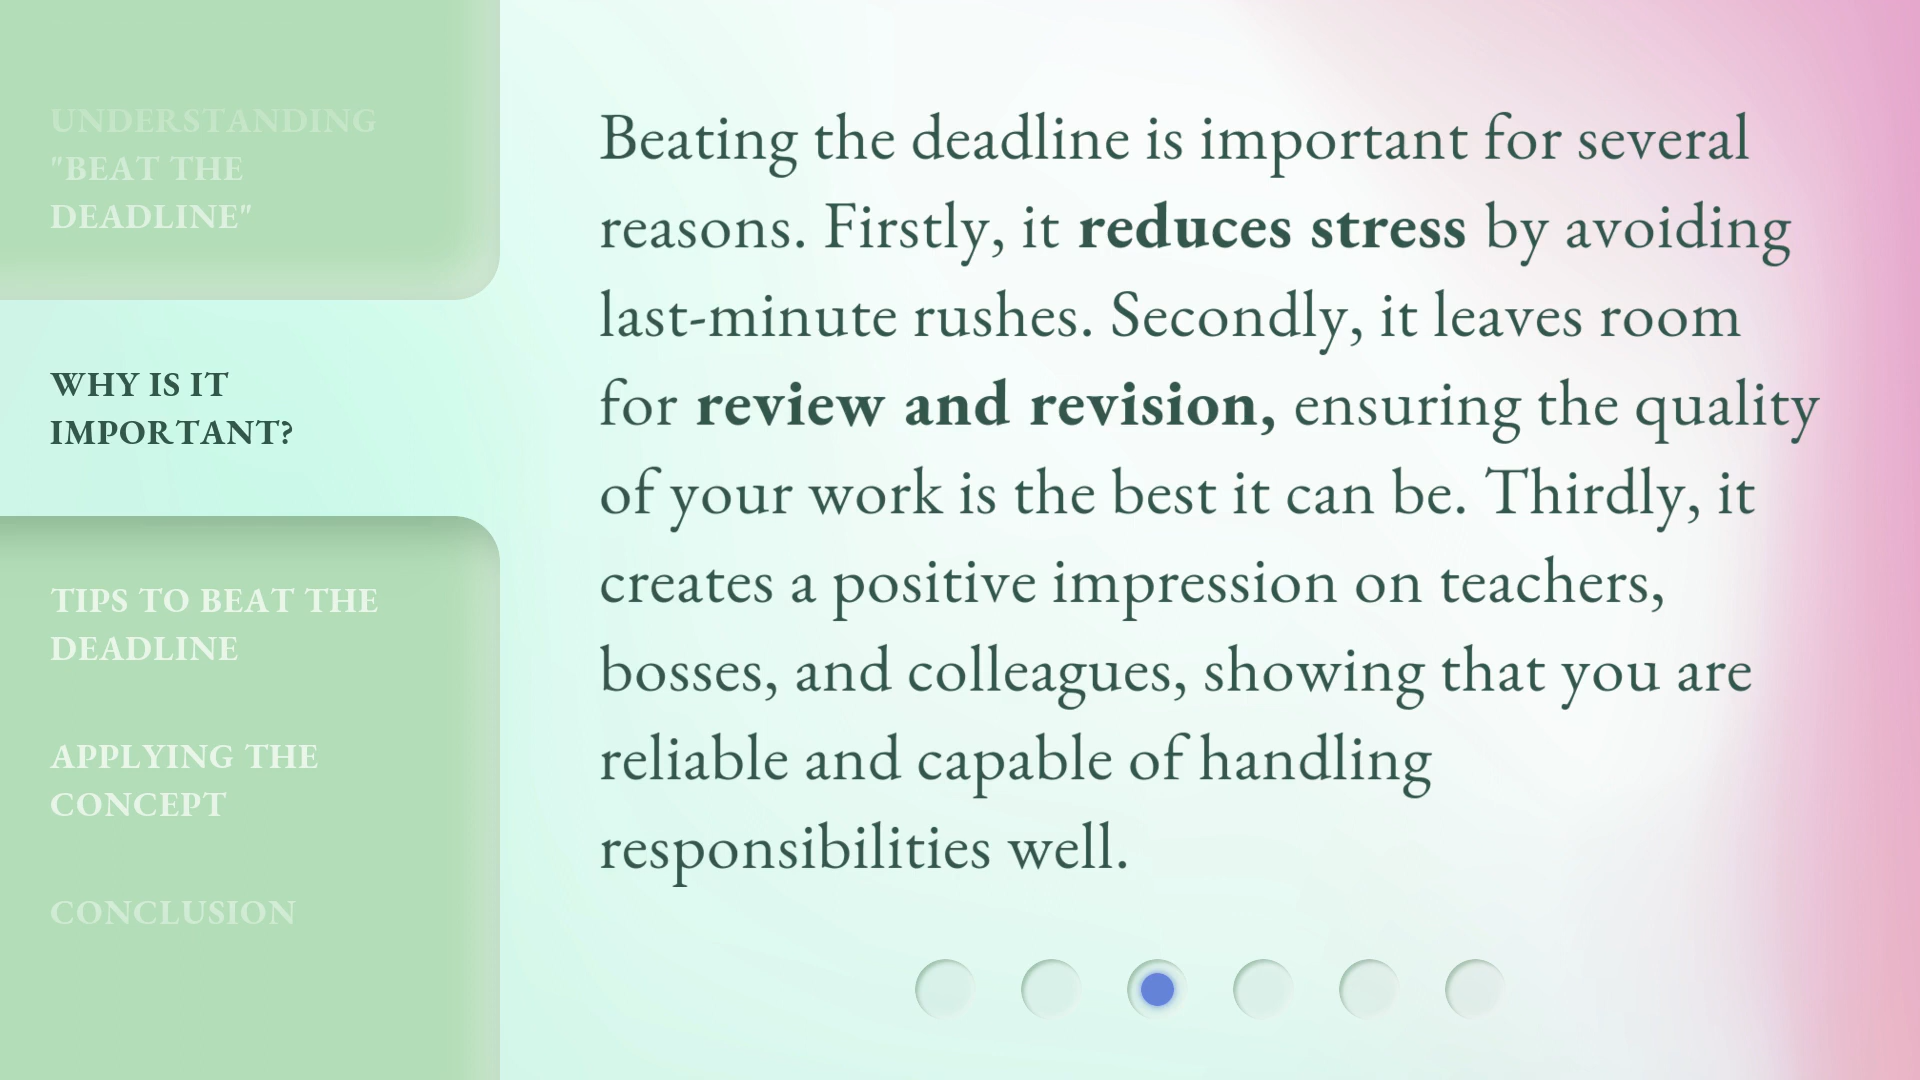 UNDERSTANDING
"BEAT THE
DEADLINE"
WHY IS IT
IMPORTANT?
TIPS TO BEAT THE
DEADLINE
APPLYING THE
CONCEPT
CONCLUSION
Beating the deadline is important for several
reasons. Firstly, it reduces stress by avoiding
last-minute rushes. Secondly, it leaves room
for review and revision, ensuring the quality
of your work is the best it can be. Thirdly, it
creates a positive impression on teachers,
bosses, and colleagues, showing that you are
reliable and capable of handling
responsibilities well.